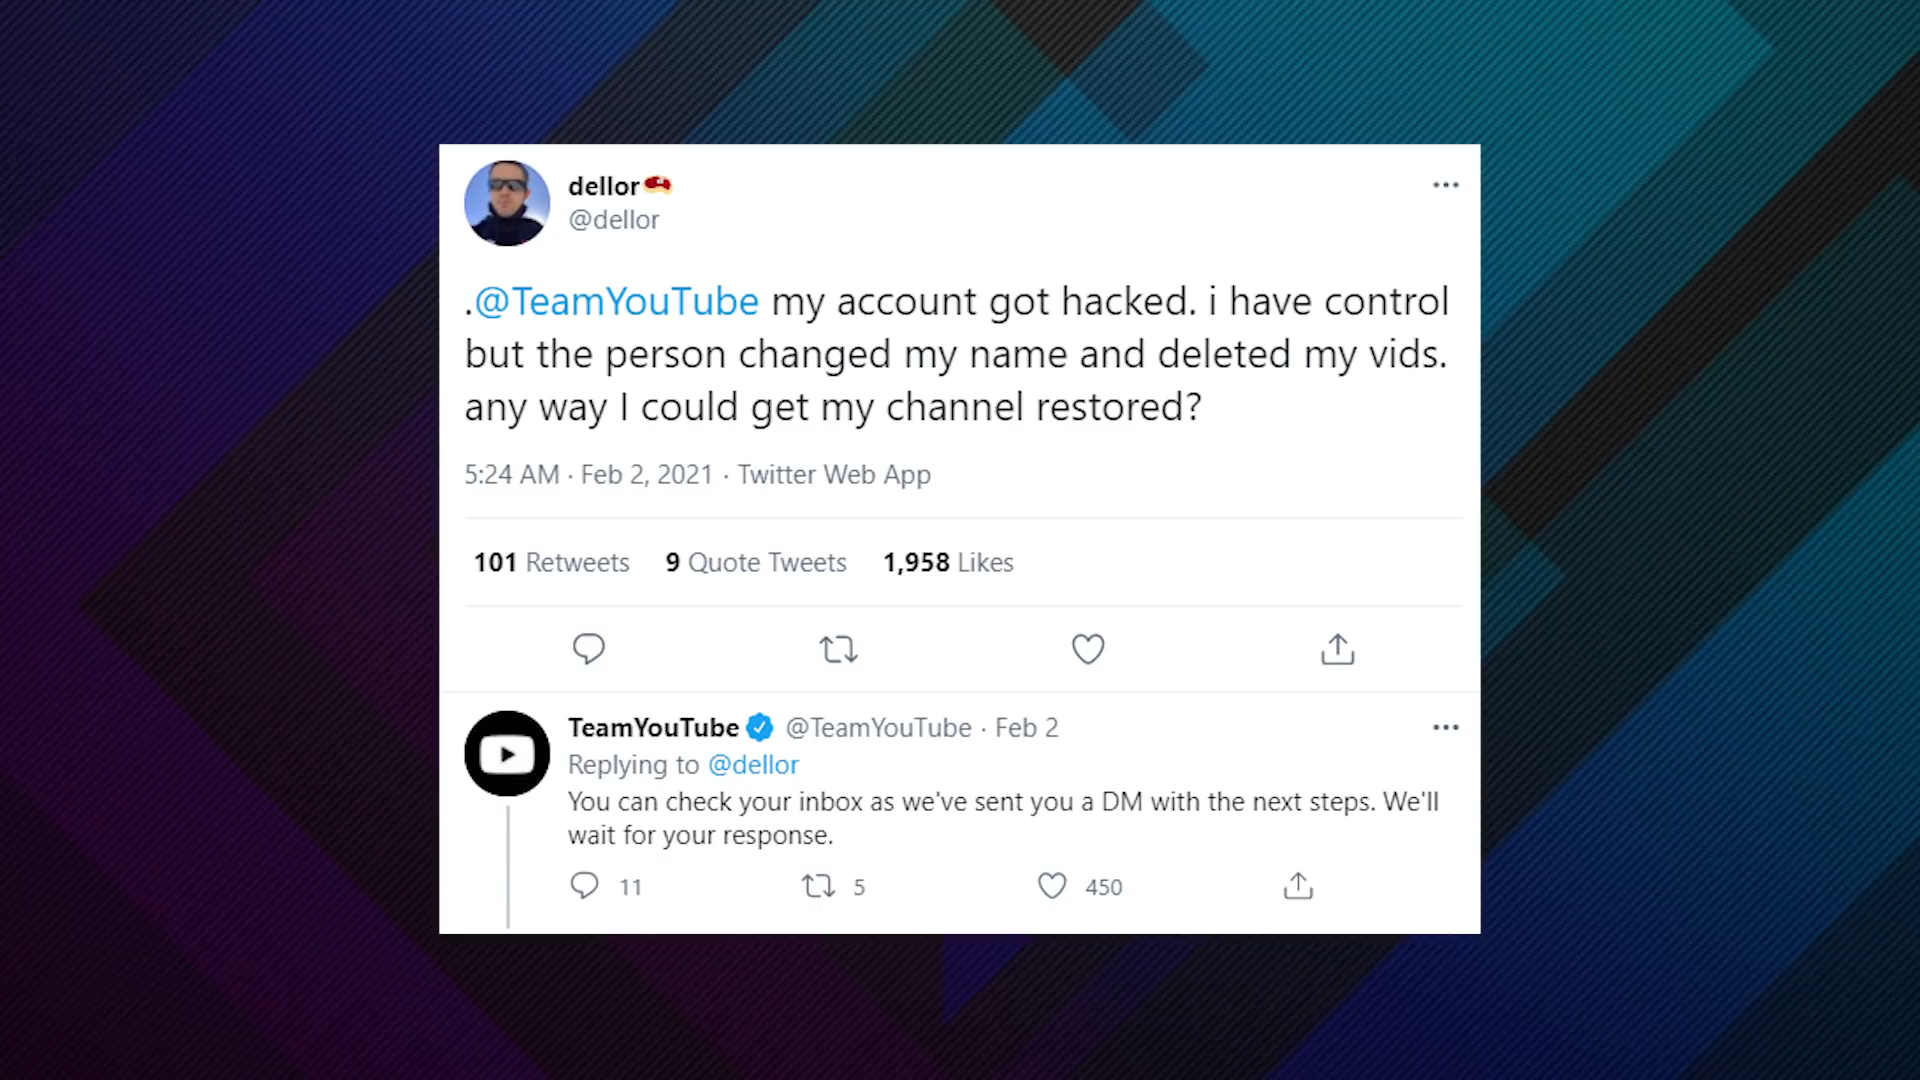 dellor
@dellor
.@TeamYouTube my account got hacked. i have control
but the person changed my name and deleted my vids.
any way I could get my channel restored?
5:24 AM · Feb 2, 2021 · Twitter Web App
101 Retweets 9 Quote Tweets 1,958 Likes
TeamYouTube @TeamYouTube · Feb 2
Replying to @dellor
You can check your inbox as we've sent you a DM with the next steps. We'll
wait for your response.
11 5 450